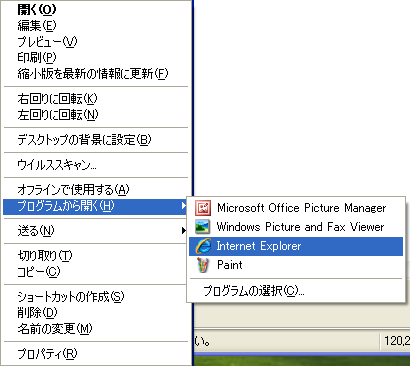 開く(O)
編集(E)
プレビュー(V)
印刷(P)
縮小版を最新の情報に更新(F)
右回りに回転(K)
左回りに回転(N)
デスクトップの背景に設定(B)
ウイルススキャン...
オフラインで使用する(A)
プログラムから開く(H)
Microsoft Office Picture Manager
Windows Picture and Fax Viewer
Internet Explorer
Paint
プログラムの選択(C)...
送る(N)
切り取り(T)
コピー(C)
ショートカットの作成(S)
削除(D)
名前の変更(M)
プロパティ(R)
い。
120,2